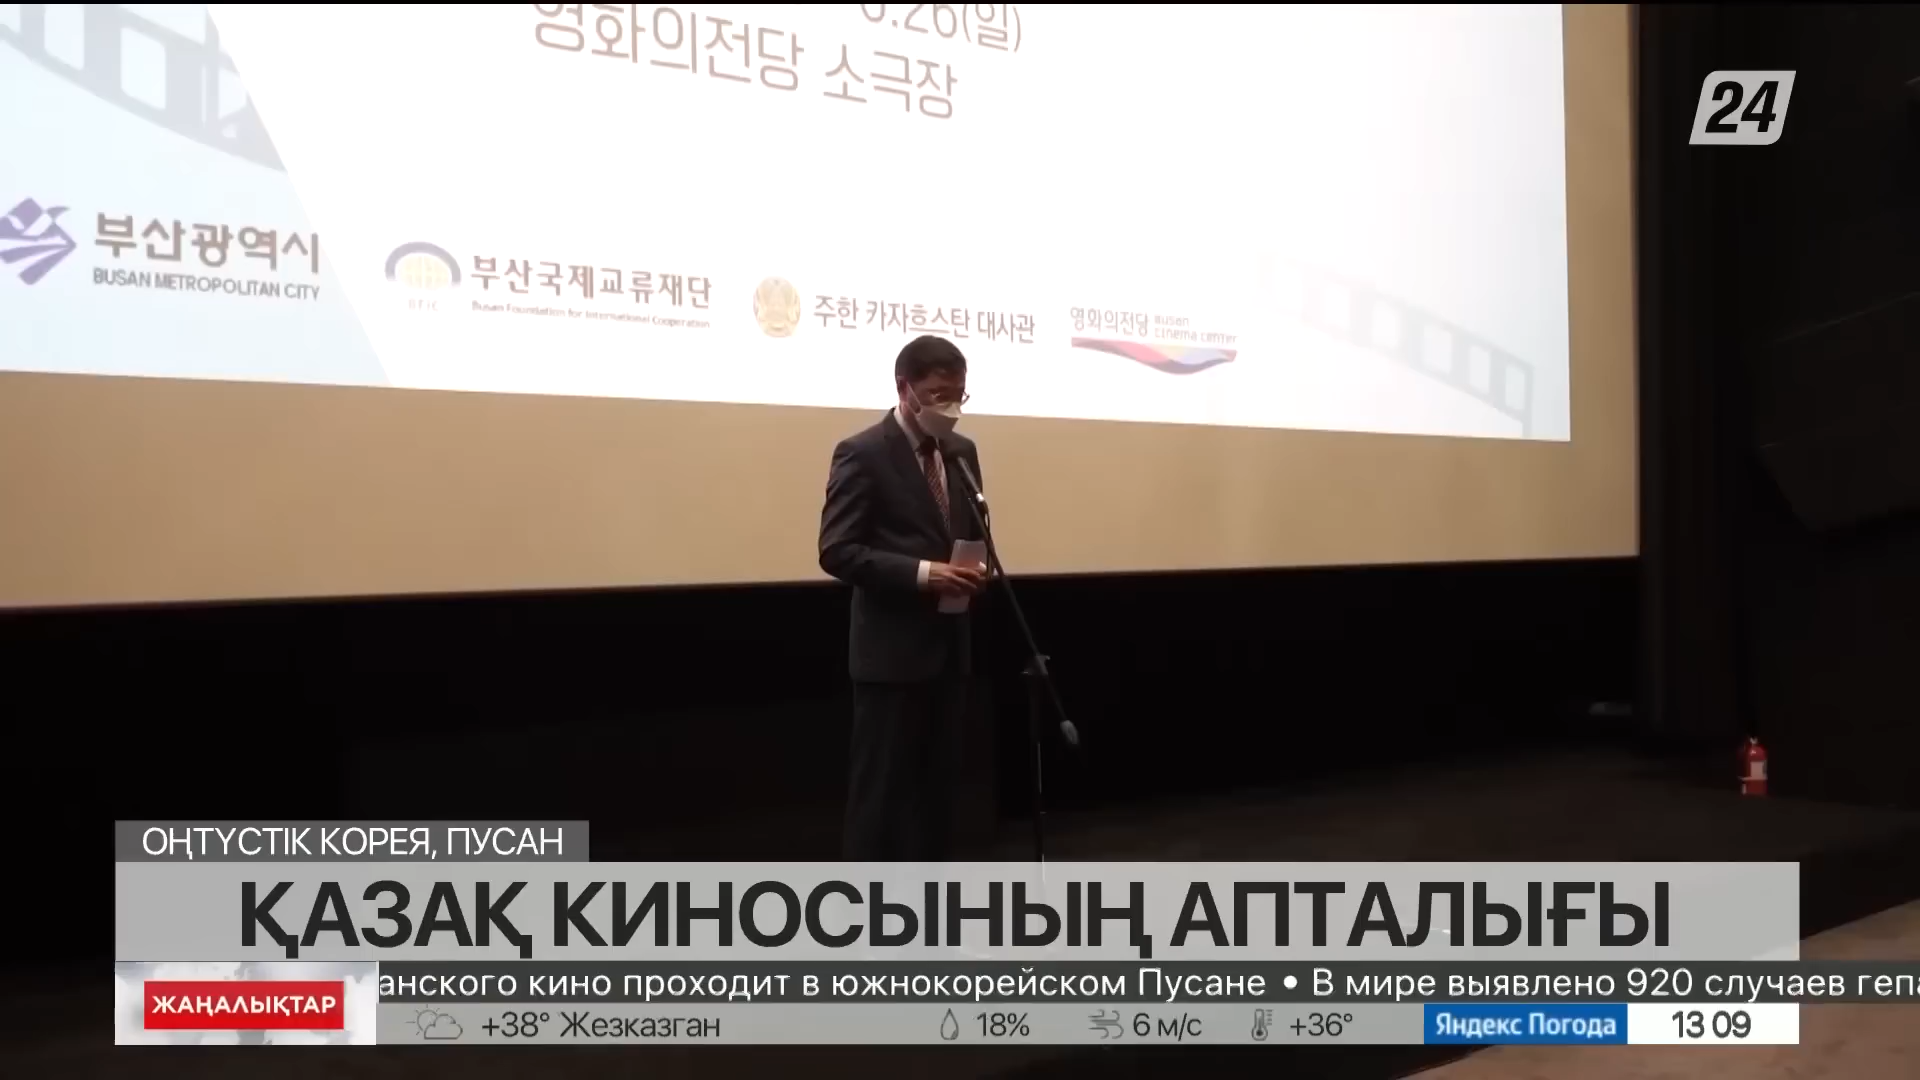 6.26(일)
영화의전당 소극장
24
부산광역시
BUSAN METROPOLITAN CITY
부산국제교류재단
Busan Foundation for International Cooperation
주한 카자흐스탄 대사관
영화의전당 Busan cinema center
ОҢТҮСТІК КОРЕЯ, ПУСАН
ҚАЗАҚ КИНОСЫНЫҢ АПТАЛЫҒЫ
ЖАҢАЛЫҚТАР
анского кино проходит в южнокорейском Пусане • В мире выявлено 920 случаев гепа
+38° Жезказган 18% 6 м/с +36° Яндекс Погода 13 09